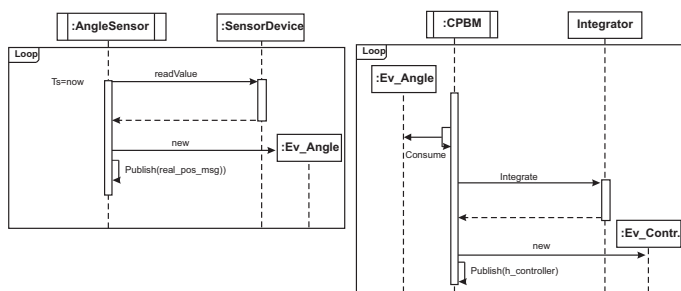 :AngleSensor
:SensorDevice
Loop
Ts=now
readValue
new
:Ev_Angle
Publish(real_pos_msg))
:CPBM
Integrator
Loop
:Ev_Angle
Consume
Integrate
:Ev_Contr.
new
Publish(h_controller)